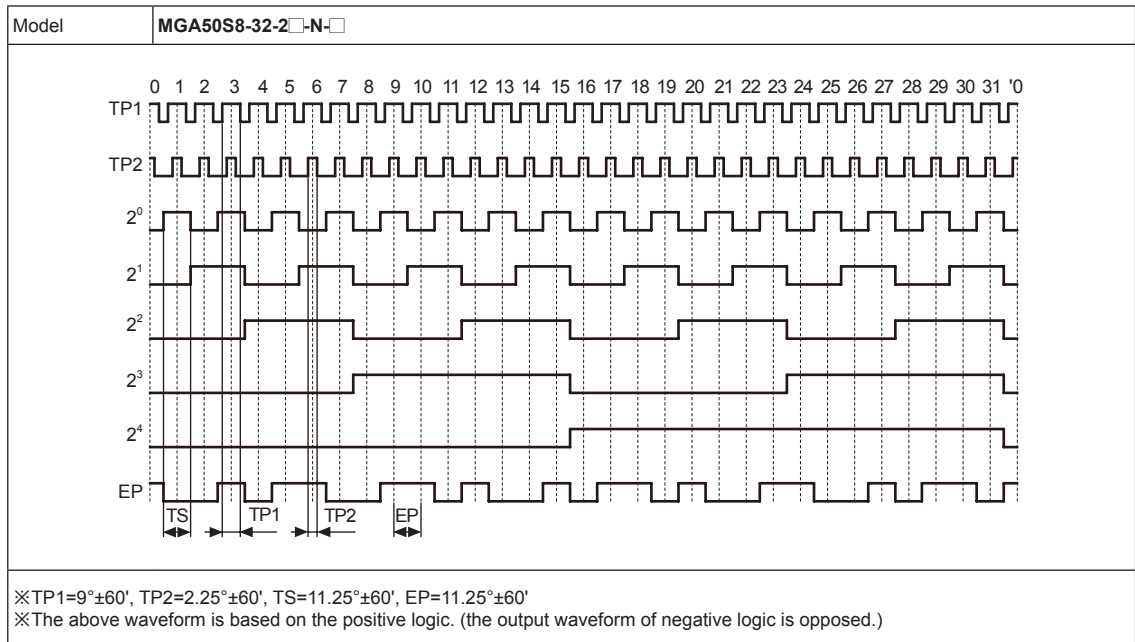 Model MGA50S8-32-2□-N-□
0 1 2 3 4 5 6 7 8 9 10 11 12 13 14 15 16 17 18 19 20 21 22 23 24 25 26 27 28 29 30 31 '0
TP1
TP2
2⁰
2¹
2²
2³
2⁴
EP
TS TP1 TP2 EP
※TP1=9°±60', TP2=2.25°±60', TS=11.25°±60', EP=11.25°±60'
※The above waveform is based on the positive logic. (the output waveform of negative logic is opposed.)